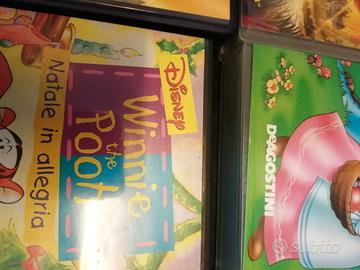 Disney
Winnie
the
Pooh
Natale in allegria
DeAGOSTINI
subito